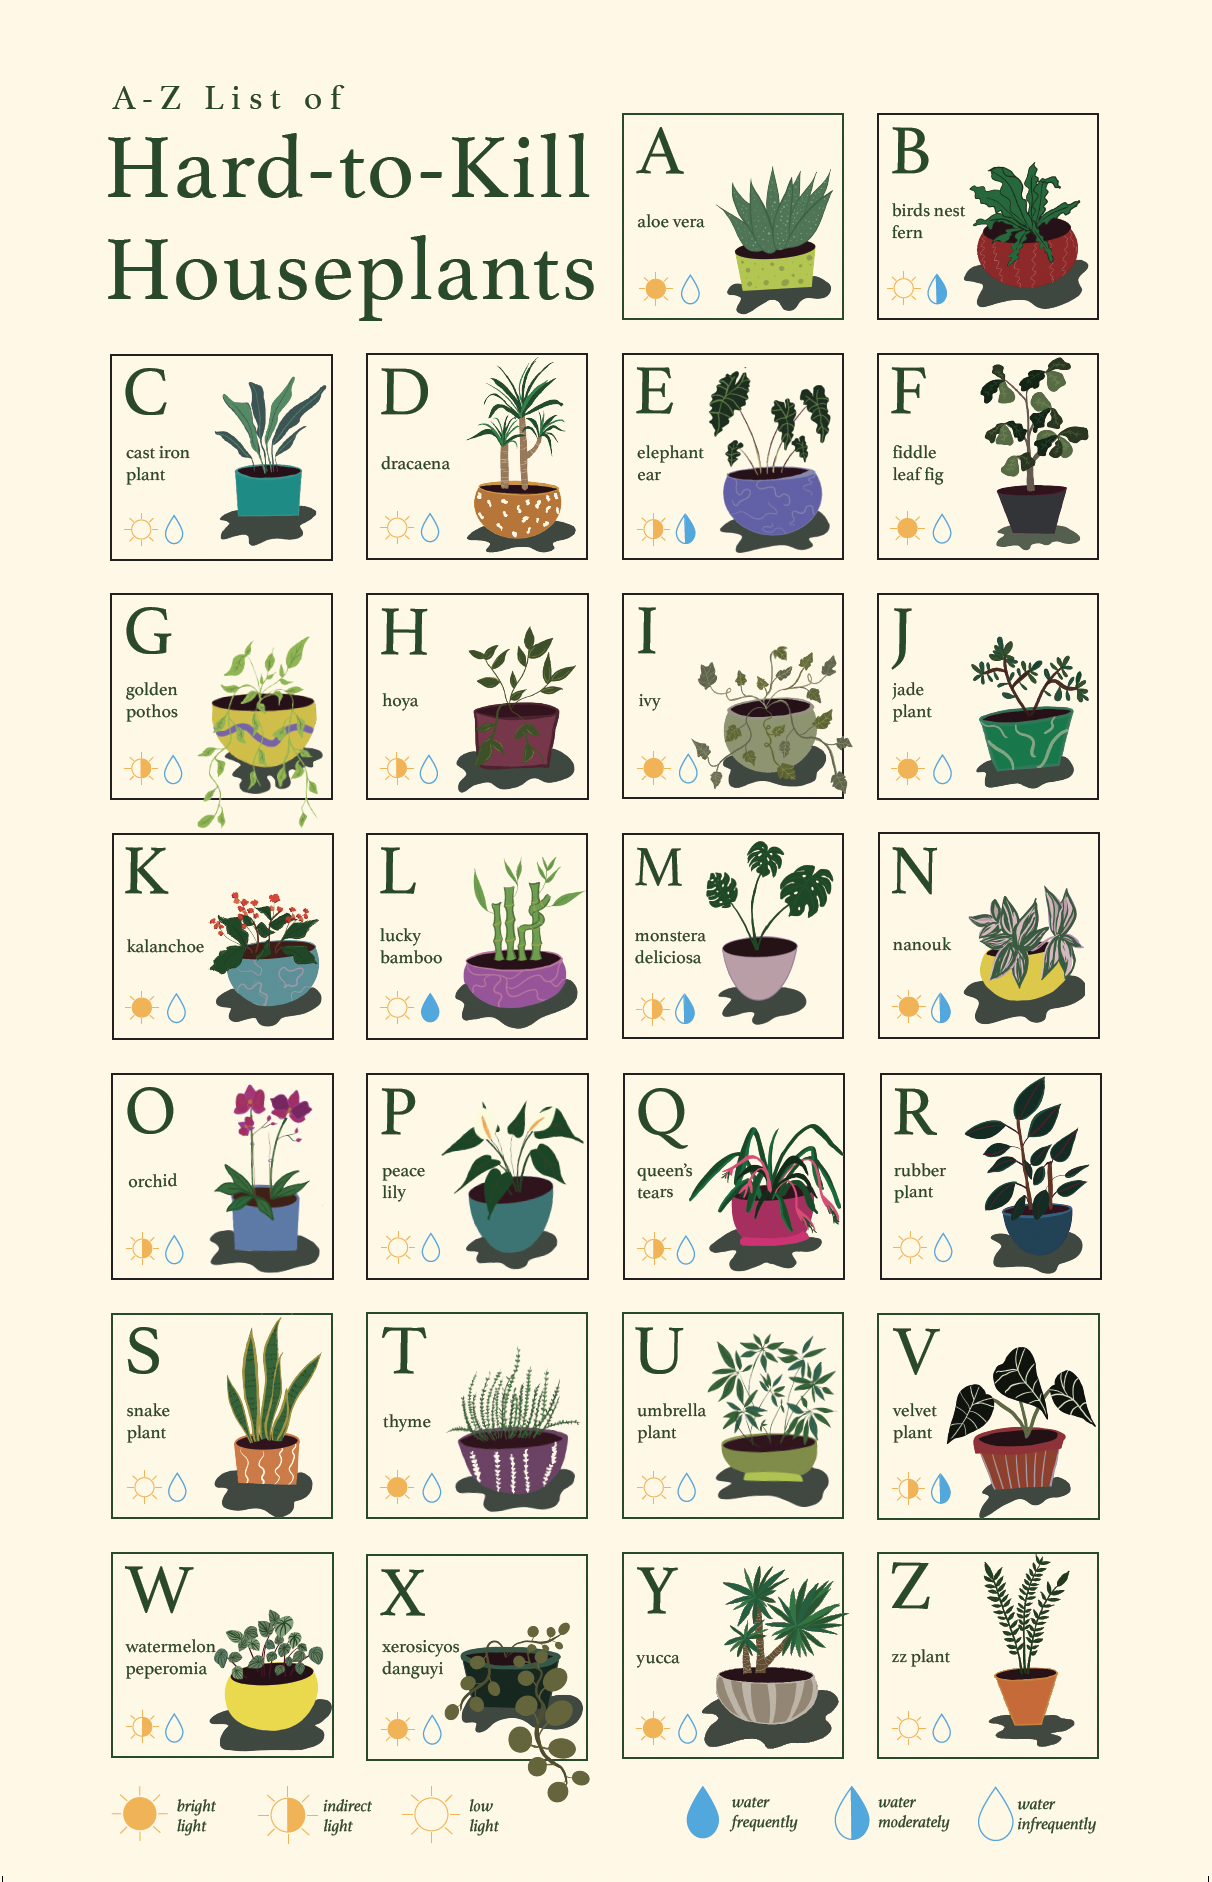 A-Z List of
Hard-to-Kill
Houseplants
A
aloe vera
B
birds nest
fern
C
cast iron
plant
D
dracaena
E
elephant
ear
F
fiddle
leaf fig
G
golden
pothos
H
hoya
I
ivy
J
jade
plant
K
kalanchoe
L
lucky
bamboo
M
monstera
deliciosa
N
nanouk
O
orchid
P
peace
lily
Q
queen's
tears
R
rubber
plant
S
snake
plant
T
thyme
U
umbrella
plant
V
velvet
plant
W
watermelon
peperomia
X
xerosicyos
danguyi
Y
yucca
Z
zz plant
bright
light
indirect
light
low
light
water
frequently
water
moderately
water
infrequently